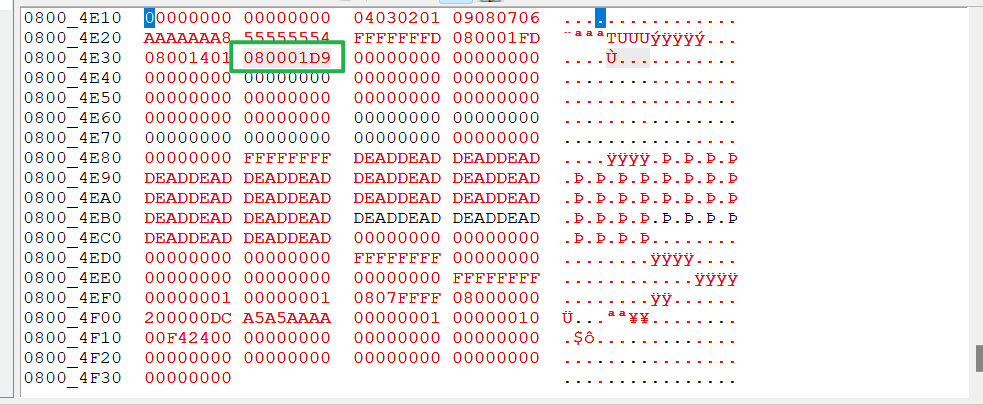 0800_4E10 00000000 00000000 04030201 09080706 ................
0800_4E20 AAAAAAA8 55555554 FFFFFFFD 080001FD ¨ªªªTUUUýÿÿÿý...
0800_4E30 08001401 080001D9 00000000 00000000 ....Ù...........
0800_4E40 00000000 00000000 00000000 00000000 ................
0800_4E50 00000000 00000000 00000000 00000000 ................
0800_4E60 00000000 00000000 00000000 00000000 ................
0800_4E70 00000000 00000000 00000000 00000000 ................
0800_4E80 00000000 FFFFFFFF DEADDEAD DEADDEAD ....ÿÿÿÿ.Þ.Þ.Þ.Þ
0800_4E90 DEADDEAD DEADDEAD DEADDEAD DEADDEAD .Þ.Þ.Þ.Þ.Þ.Þ.Þ.Þ
0800_4EA0 DEADDEAD DEADDEAD DEADDEAD DEADDEAD .Þ.Þ.Þ.Þ.Þ.Þ.Þ.Þ
0800_4EB0 DEADDEAD DEADDEAD DEADDEAD DEADDEAD .Þ.Þ.Þ.Þ.Þ.Þ.Þ.Þ
0800_4EC0 DEADDEAD DEADDEAD 00000000 00000000 .Þ.Þ.Þ.Þ........
0800_4ED0 00000000 00000000 FFFFFFFF 00000000 ........ÿÿÿÿ....
0800_4EE0 00000000 00000000 00000000 FFFFFFFF ............ÿÿÿÿ
0800_4EF0 00000001 00000001 0807FFFF 08000000 ........ÿÿ......
0800_4F00 200000DC A5A5AAAA 00000001 00000010 Ü.. ªª¥¥........
0800_4F10 00F42400 00000000 00000000 00000000 .$ô.............
0800_4F20 00000000 00000000 00000000 00000000 ................
0800_4F30 00000000 ................